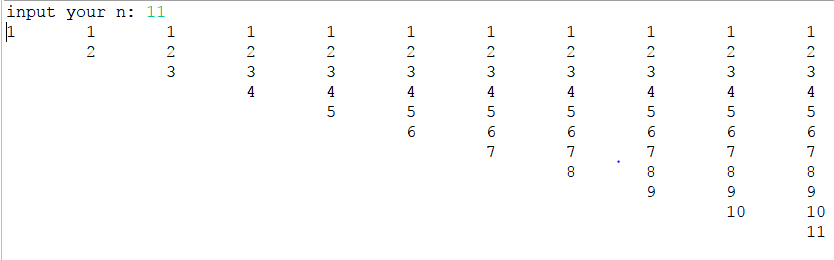 input your n: 11
1 1 1 1 1 1 1 1 1 1 1
2 2 2 2 2 2 2 2 2 2
3 3 3 3 3 3 3 3 3
4 4 4 4 4 4 4 4
5 5 5 5 5 5 5
6 6 6 6 6 6
7 7 7 7 7
8 8 8 8
9 9 9
10 10
11